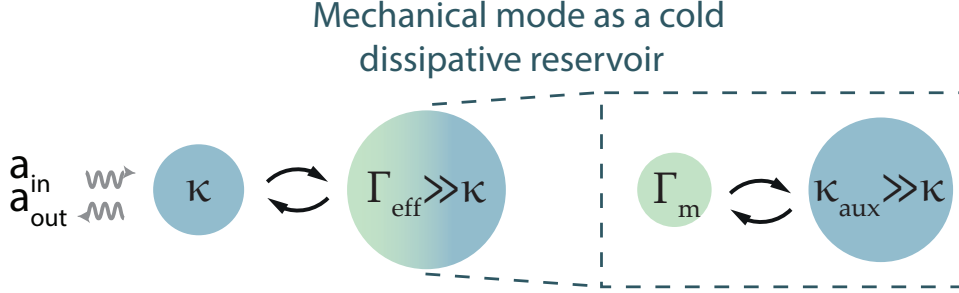 Mechanical mode as a cold
dissipative reservoir
a_in
a_out
κ
Γ_eff≫κ
Γ_m
κ_aux≫κ